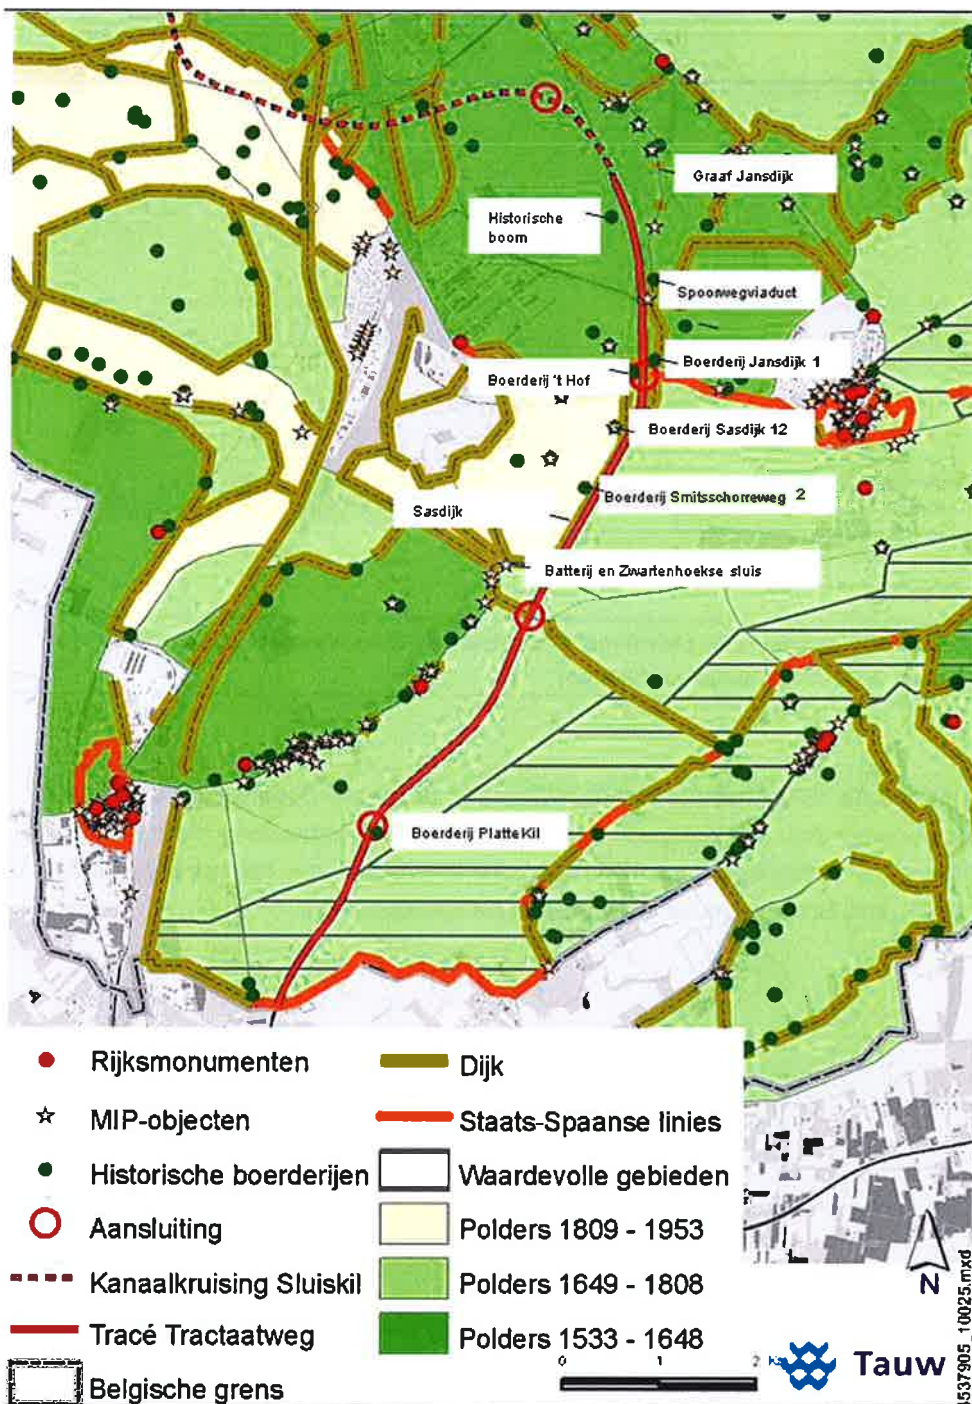 Graaf Jansdijk
Historische
boom
Spoorwegviaduct
Boerderij Jansdijk 1
Boerderij 't Hof
Boerderij Sasdijk 12
Boerderij Smitsschorreweg 2
Sasdijk
Batterij en Zwartenhoekse sluis
Boerderij Platte Kil
Rijksmonumenten
MIP-objecten
Historische boerderijen
Aansluiting
Kanaalkruising Sluiskil
Tracé Tractaatweg
Belgische grens
Dijk
Staats-Spaanse linies
Waardevolle gebieden
Polders 1809 - 1953
Polders 1649 - 1808
Polders 1533 - 1648
0 1 2
N
Tauw
4537905_10025.mxd